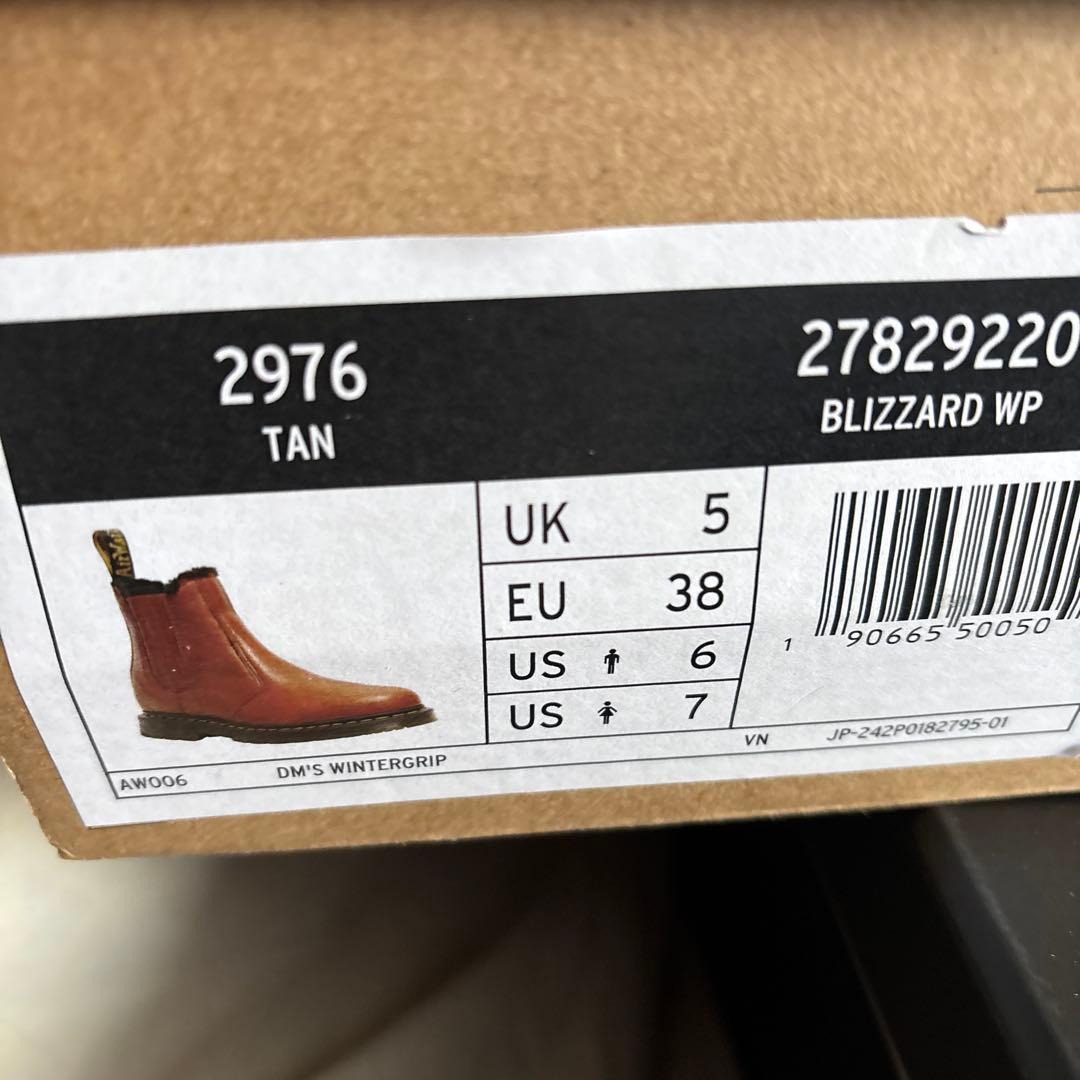 2976
TAN
27829220
BLIZZARD WP
UK 5
EU 38
US 6
US 7
1 90665 50050
AW006 DM'S WINTERGRIP VN JP-242P0182795-01